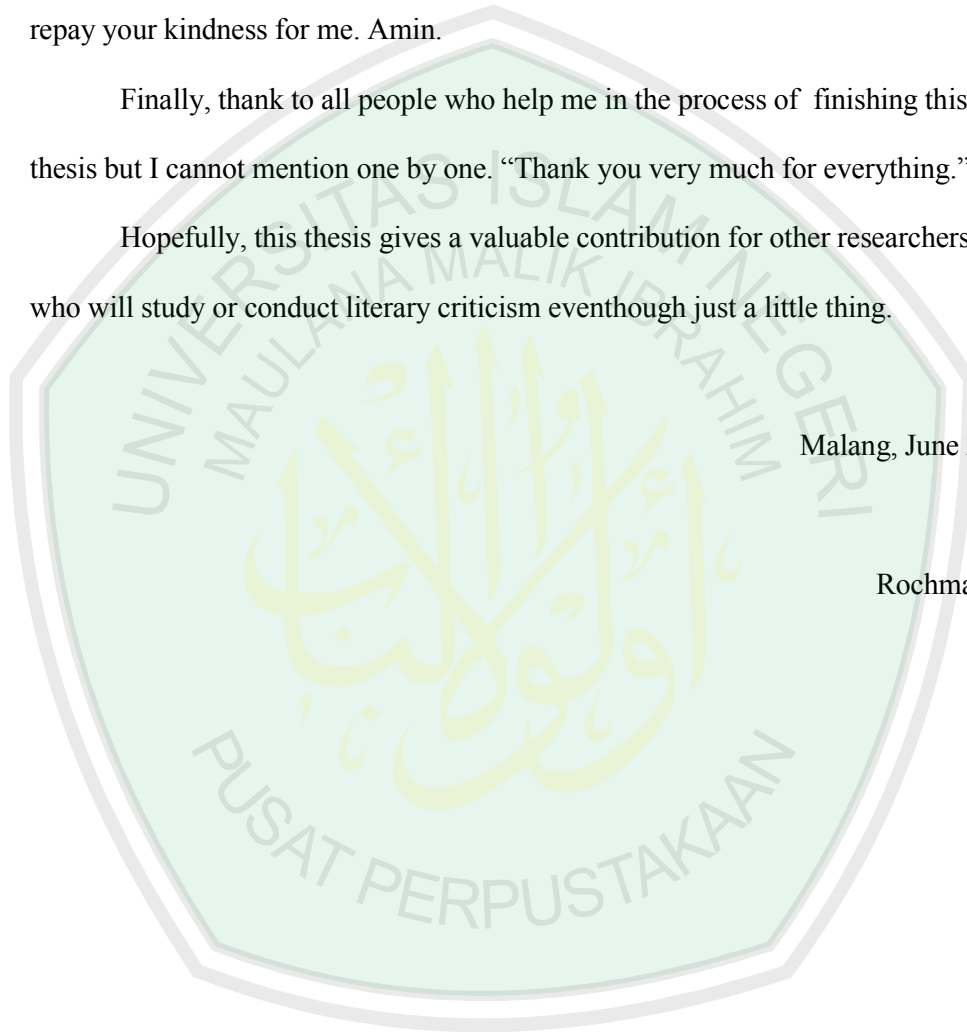 repay your kindness for me. Amin.
Finally, thank to all people who help me in the process of finishing this
thesis but I cannot mention one by one. “Thank you very much for everything.”
Hopefully, this thesis gives a valuable contribution for other researchers
who will study or conduct literary criticism eventhough just a little thing.
UNIVERSITAS ISLAM NEGERI
MAULANA MALIK IBRAHIM
Malang, June
PUSAT PERPUSTAKAAN